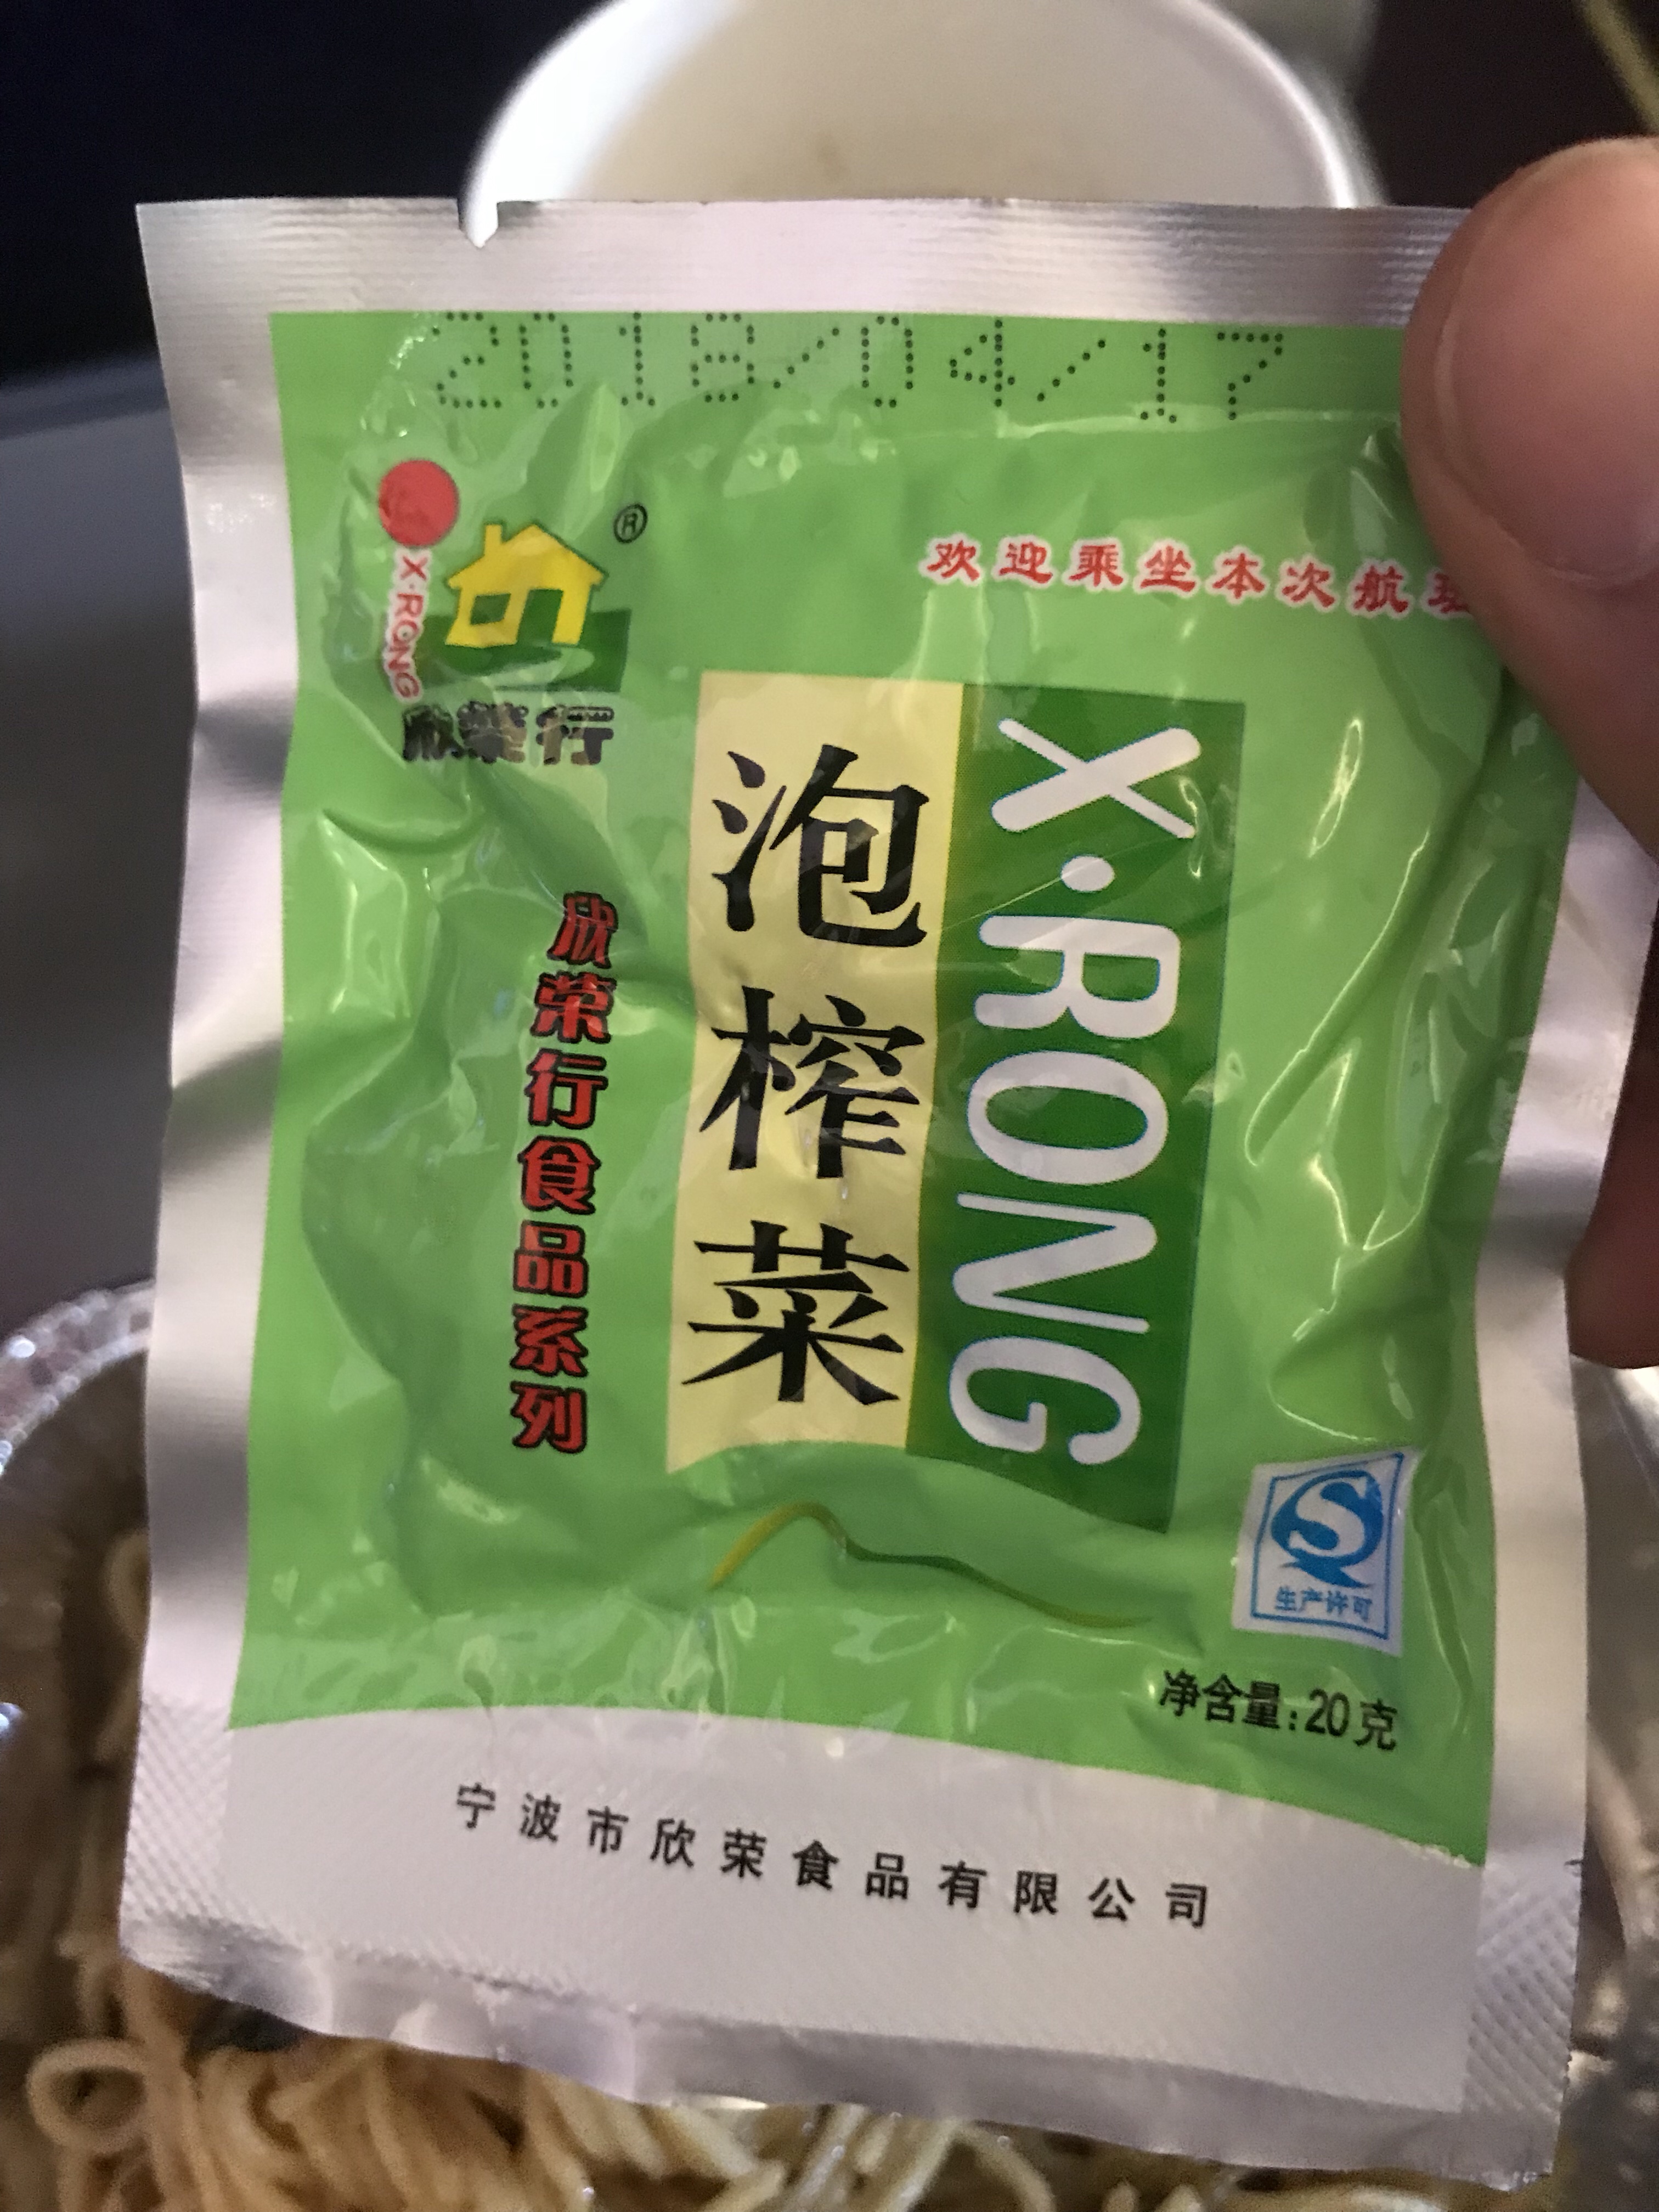 2018/04/17
X·RONG
®
欣榮行
欢迎乘坐本次航班
X·RONG
泡榨菜
欣荣行食品系列
生产许可
净含量:20克
宁波市欣荣食品有限公司